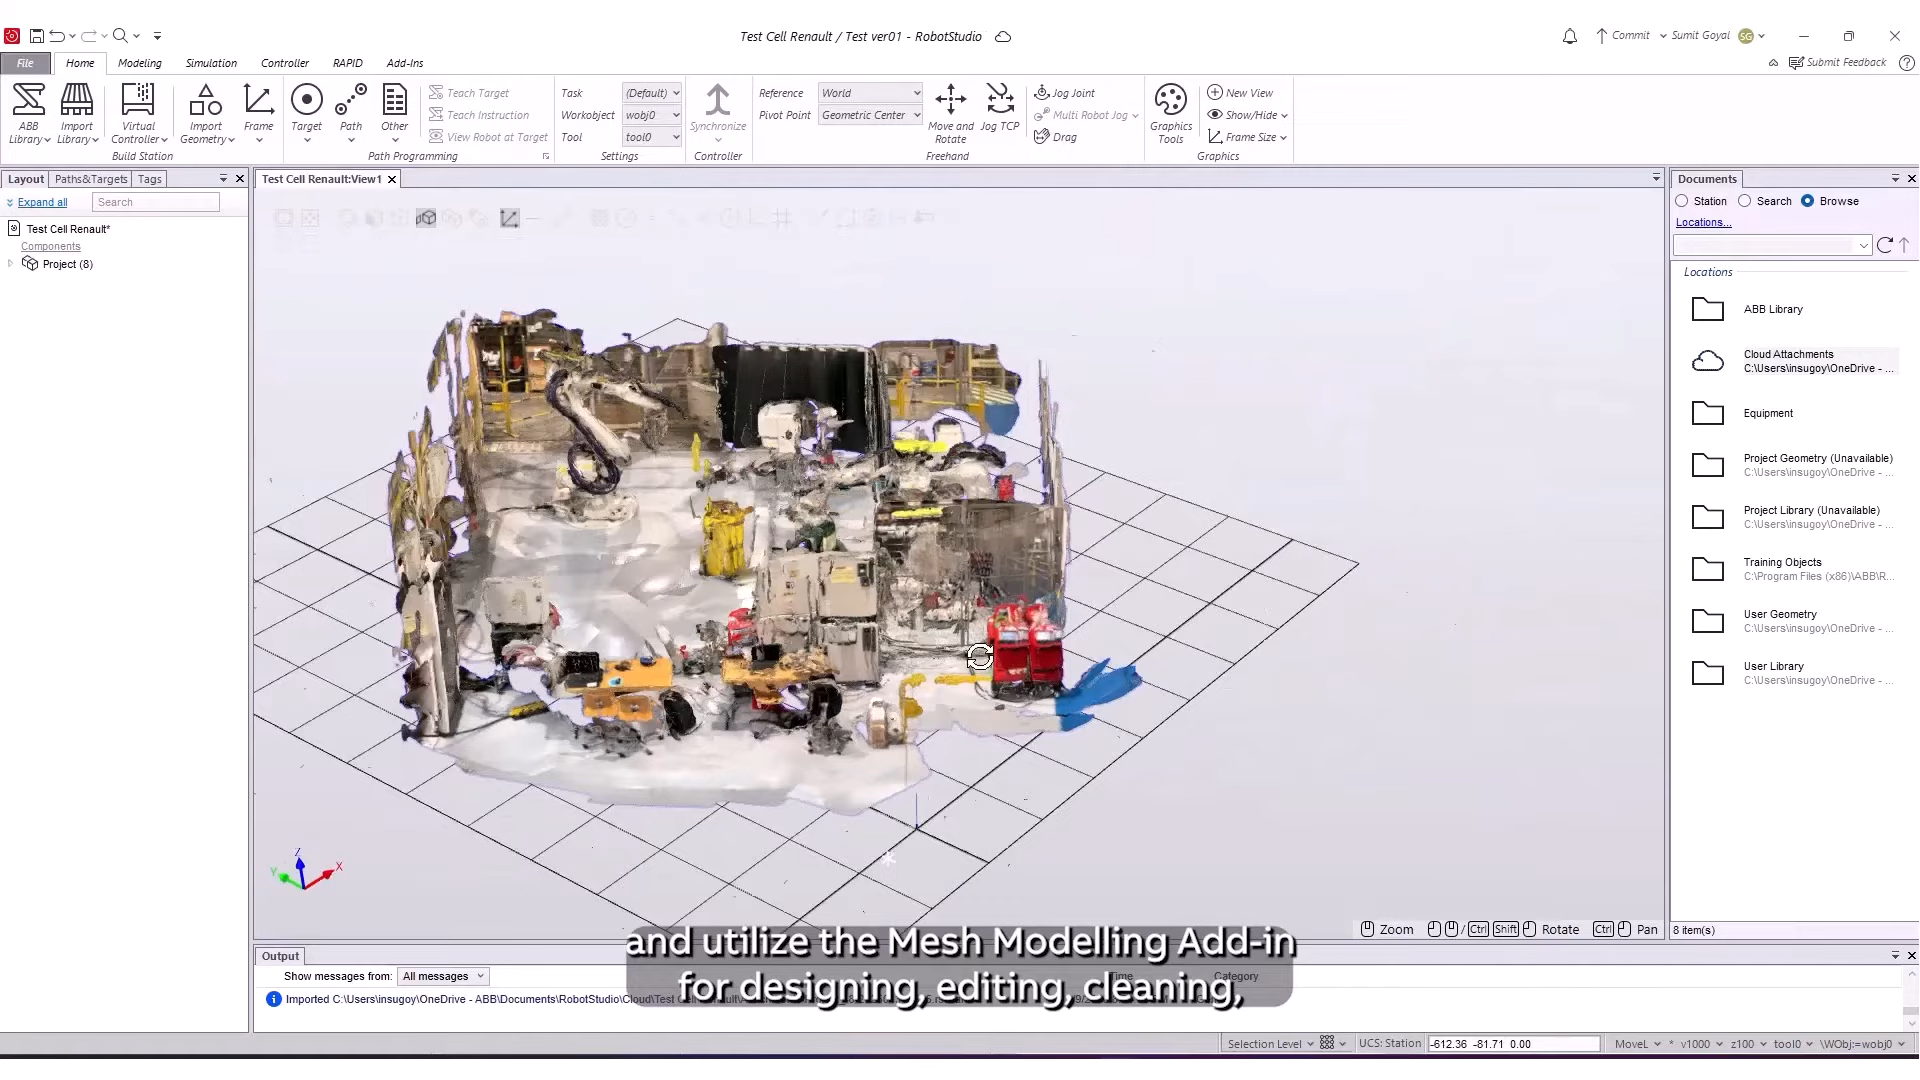 Test Cell Renault / Test ver01 - RobotStudio
Commit
Sumit Goyal
SG
File
Home
Modeling
Simulation
Controller
RAPID
Add-Ins
Submit Feedback
ABB Library
Import Library
Virtual Controller
Import Geometry
Frame
Build Station
Target
Path
Other
Teach Target
Teach Instruction
View Robot at Target
Path Programming
Task (Default)
Workobject wobj0
Tool tool0
Settings
Synchronize
Controller
Reference World
Pivot Point Geometric Center
Move and Rotate
Jog TCP
Jog Joint
Multi Robot Jog
Drag
Freehand
Graphics Tools
New View
Show/Hide
Frame Size
Graphics
Layout
Paths&Targets
Tags
Expand all
Search
Test Cell Renault*
Components
Project (8)
Test Cell Renault:View1
Z
Y
X
Zoom
/ Ctrl Shift Rotate
Ctrl Pan
Documents
Station
Search
Browse
Locations...
Locations
ABB Library
Cloud Attachments
C:\Users\insugoy\OneDrive - ...
Equipment
Project Geometry (Unavailable)
C:\Users\insugoy\OneDrive - ...
Project Library (Unavailable)
C:\Users\insugoy\OneDrive - ...
Training Objects
C:\Program Files (x86)\ABB\R...
User Geometry
C:\Users\insugoy\OneDrive - ...
User Library
C:\Users\insugoy\OneDrive - ...
8 item(s)
and utilize the Mesh Modelling Add-in
for designing, editing, cleaning,
Output
Show messages from: All messages
Time
Category
Imported C:\Users\insugoy\OneDrive - ABB\Documents\RobotStudio\Cloud\Test
Selection Level
UCS: Station
-612.36 -81.71 0.00
MoveL * v1000 z100 tool0 \WObj:=wobj0